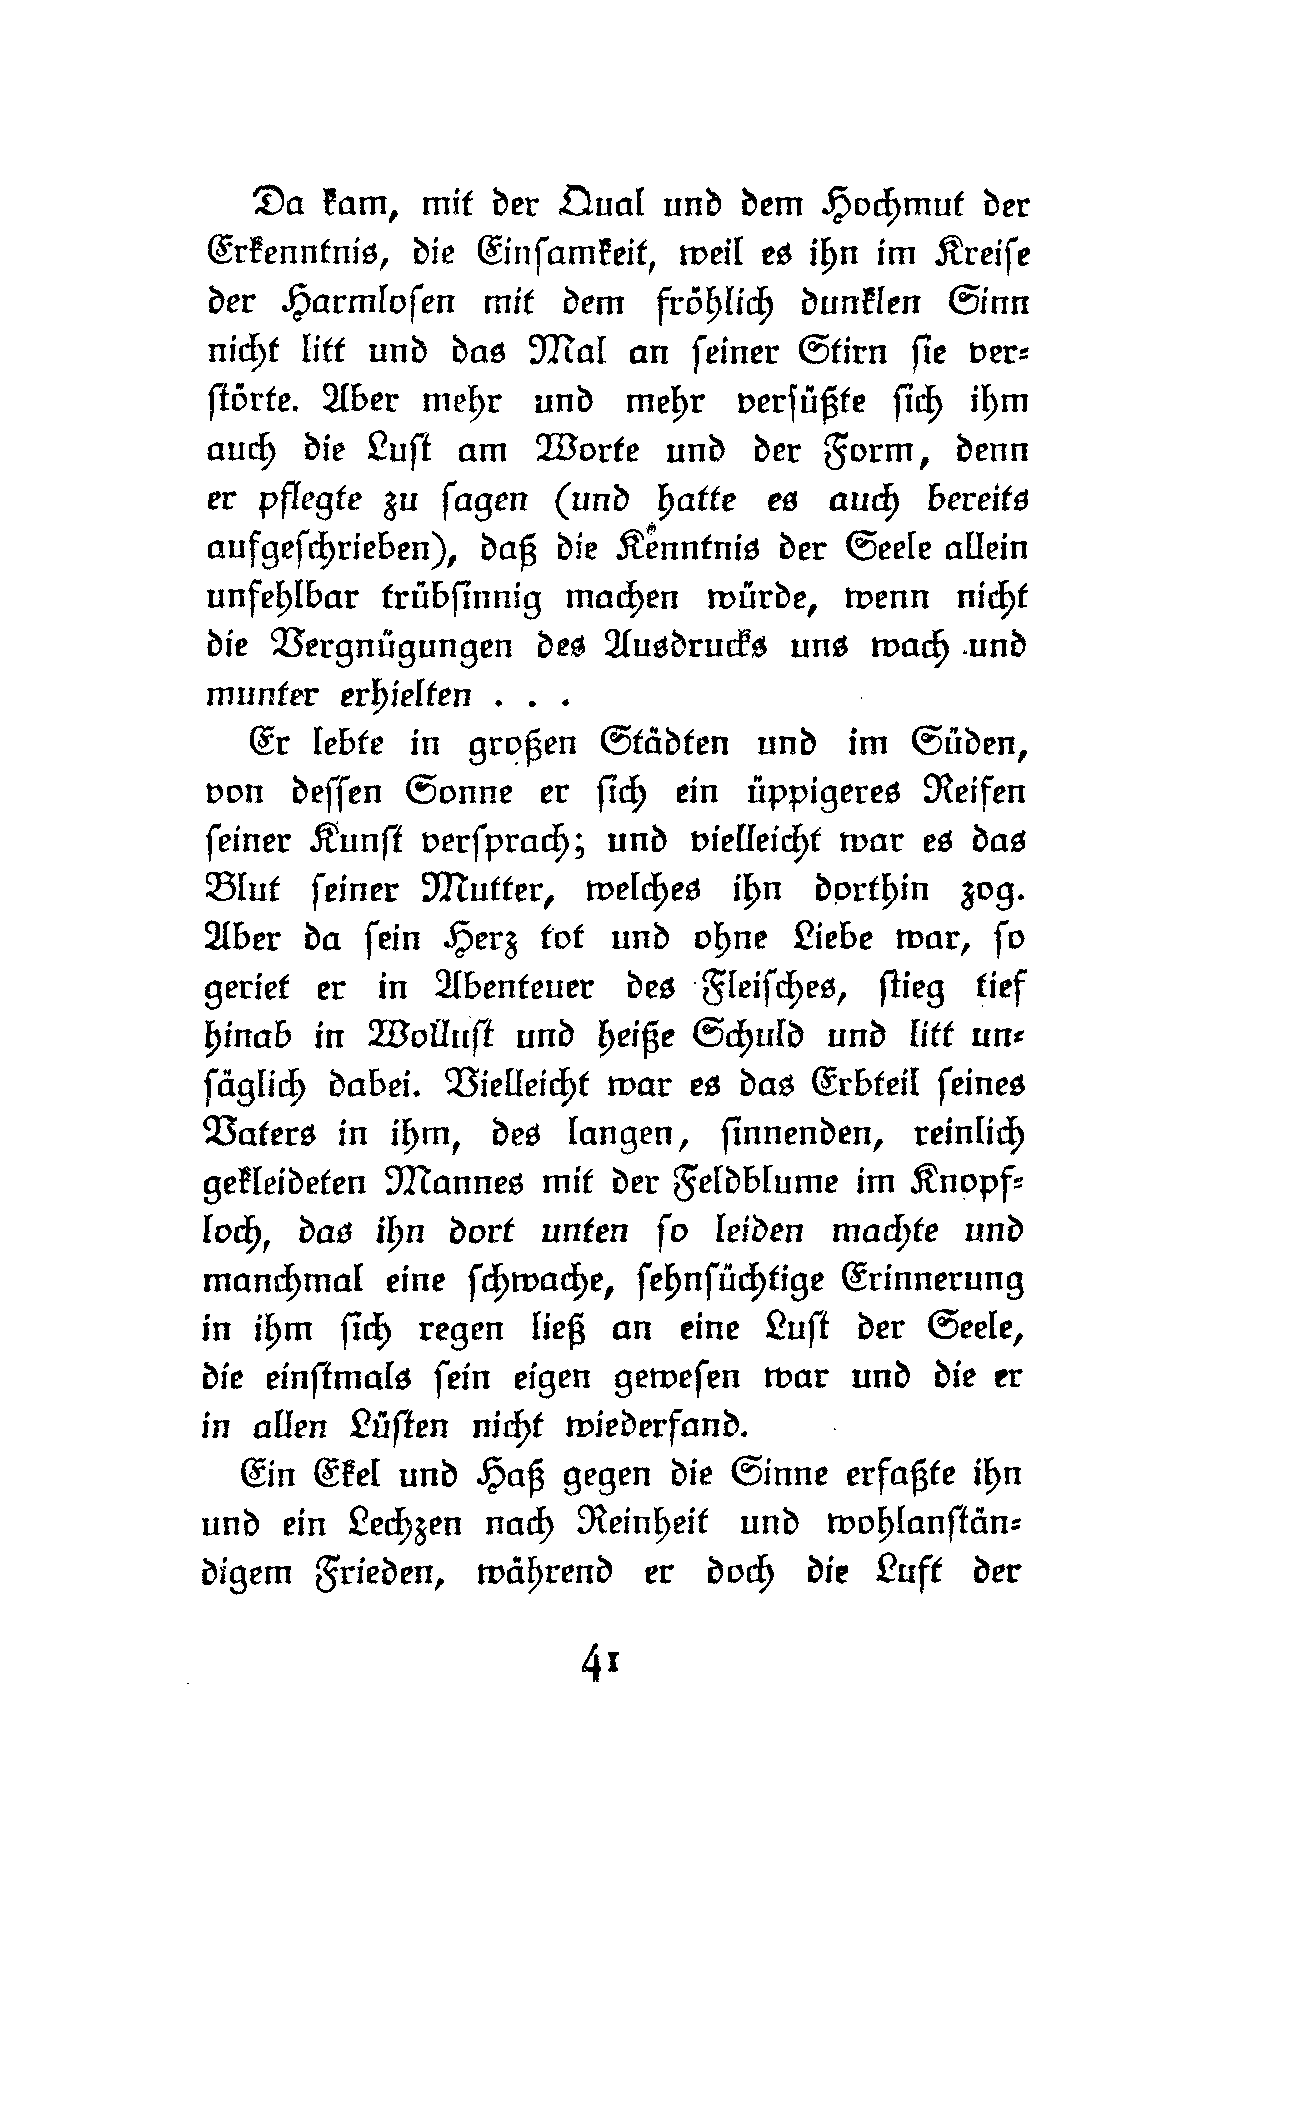 Da kam, mit der Qual und dem Hochmut der
Erkenntnis, die Einsamkeit, weil es ihn im Kreise
der Harmlosen mit dem fröhlich dunklen Sinn
nicht litt und das Mal an seiner Stirn sie ver-
störte. Aber mehr und mehr versüßte sich ihm
auch die Lust am Worte und der Form, denn
er pflegte zu sagen (und hatte es auch bereits
aufgeschrieben), daß die Kenntnis der Seele allein
unfehlbar trübsinnig machen würde, wenn nicht
die Vergnügungen des Ausdrucks uns wach und
munter erhielten . . .
Er lebte in großen Städten und im Süden,
von dessen Sonne er sich ein üppigeres Reifen
seiner Kunst versprach; und vielleicht war es das
Blut seiner Mutter, welches ihn dorthin zog.
Aber da sein Herz tot und ohne Liebe war, so
geriet er in Abenteuer des Fleisches, stieg tief
hinab in Wollust und heiße Schuld und litt un-
säglich dabei. Vielleicht war es das Erbteil seines
Vaters in ihm, des langen, sinnenden, reinlich
gekleideten Mannes mit der Feldblume im Knopf-
loch, das ihn dort unten so leiden machte und
manchmal eine schwache, sehnsüchtige Erinnerung
in ihm sich regen ließ an eine Lust der Seele,
die einstmals sein eigen gewesen war und die er
in allen Lüsten nicht wiederfand.
Ein Ekel und Haß gegen die Sinne erfaßte ihn
und ein Lechzen nach Reinheit und wohlanstän-
digem Frieden, während er doch die Luft der
41